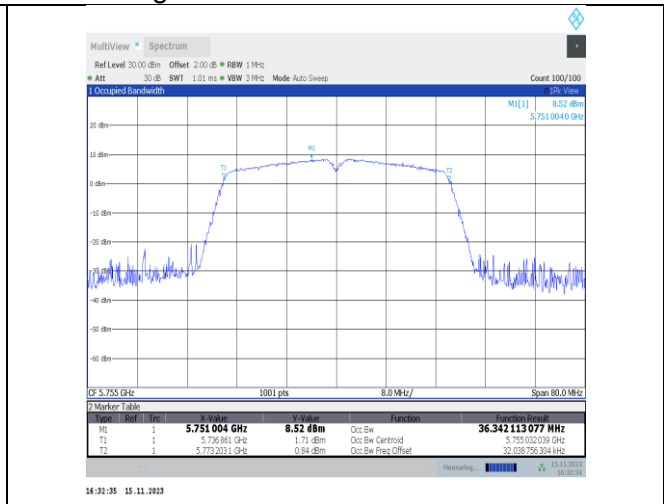 MultiView Spectrum
Ref Level 30.00 dBm Offset 2.00 dB RBW 1 MHz
Att 30 dB SWT 1.01 ms VBW 3 MHz Mode Auto Sweep Count 100/100
1 Occupied Bandwidth 1Pk View
M1[1] 8.52 dBm
5.7510040 GHz
20 dBm
M1
10 dBm
T1 T2
0 dBm
-10 dBm
-20 dBm
-30 dBm
-40 dBm
-50 dBm
-60 dBm
CF 5.755 GHz 1001 pts 8.0 MHz/ Span 80.0 MHz
2 Marker Table
Type Ref Trc X-Value Y-Value Function Function Result
M1 1 5.751 004 GHz 8.52 dBm Occ Bw 36.342 113 077 MHz
T1 1 5.736 861 GHz 1.71 dBm Occ Bw Centroid 5.755 032 039 GHz
T2 1 5.773 2031 GHz 0.84 dBm Occ Bw Freq Offset 32.038 756 304 kHz
Measuring... 15.11.2023
16:32:34
16:32:35 15.11.2023